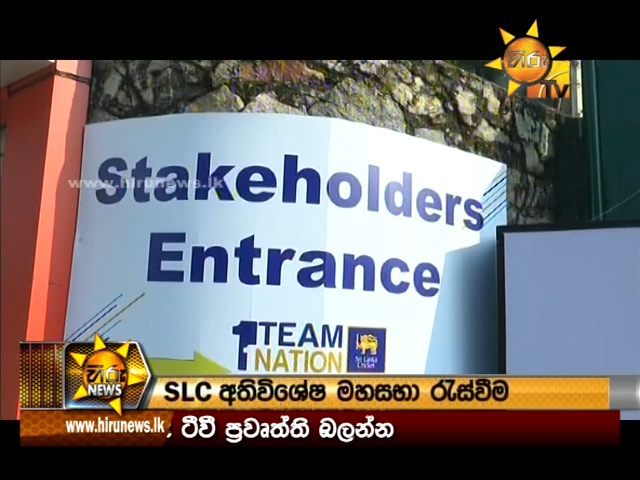 හිරු
TV
www.hirunews.lk
Stakeholders
Entrance
1 TEAM
1 NATION
Sri Lanka
Cricket
හිරු
NEWS
SLC අතිවිශේෂ මහසභා රැස්වීම
www.hirunews.lk : ටීවී ප්‍රවෘත්ති බලන්න